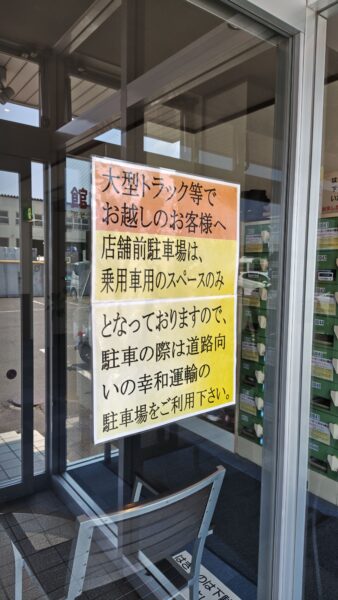 大型トラック等で
お越しのお客様へ
店舗前駐車場は、
乗用車用のスペースのみ
となっておりますので、
駐車の際は道路向
いの幸和運輸の
駐車場をご利用下さい。
館